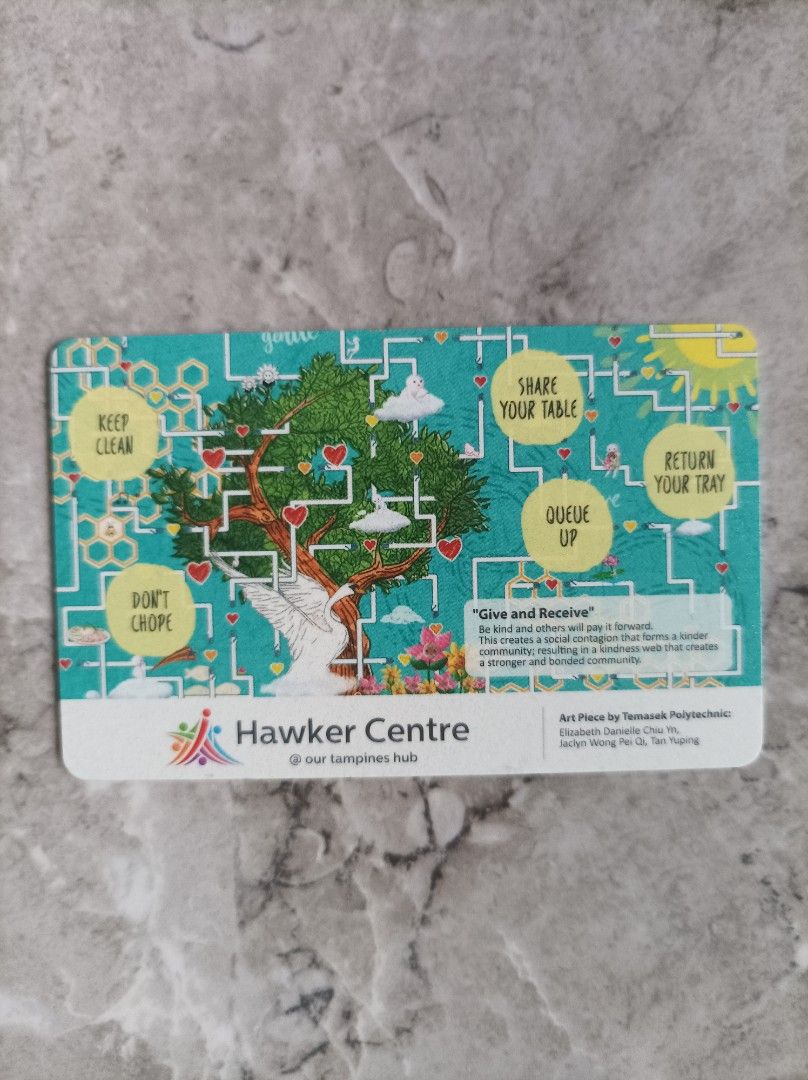 gentle
KEEP
CLEAN
SHARE
YOUR TABLE
RETURN
YOUR TRAY
QUEUE
UP
DON'T
CHOPE
"Give and Receive"
Be kind and others will pay it forward.
This creates a social contagion that forms a kinder
community; resulting in a kindness web that creates
a stronger and bonded community.
Hawker Centre
@ our tampines hub
Art Piece by Temasek Polytechnic:
Elizabeth Danielle Chiu Yn,
Jaclyn Wong Pei Qi, Tan Yuping